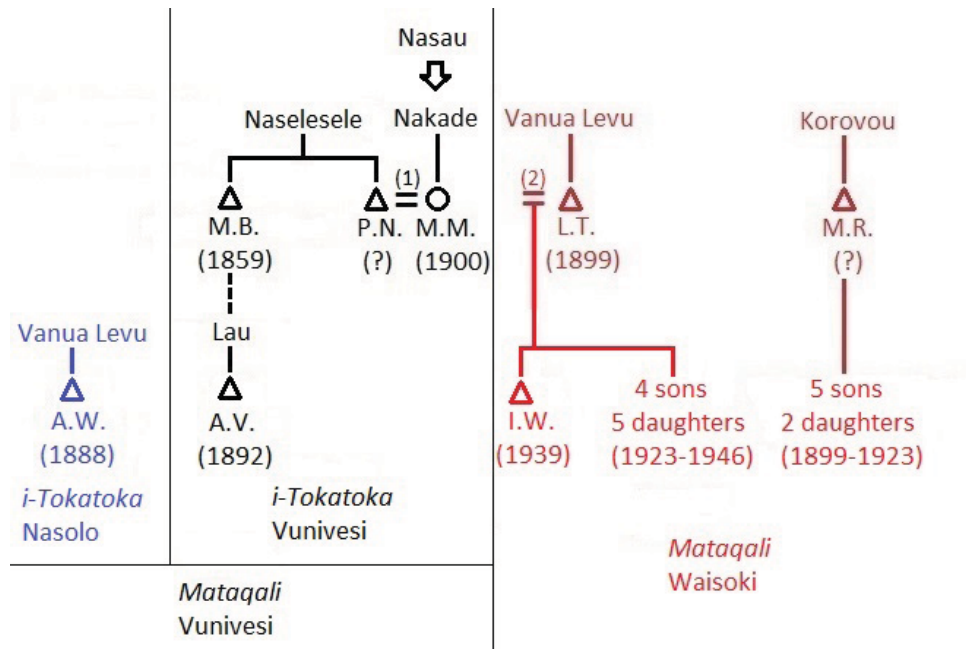 Nasau
Naselesele
Nakade
Vanua Levu
Korovou
(1)
(2)
M.B.
(1859)
P.N.
(?)
M.M.
(1900)
L.T.
(1899)
M.R.
(?)
Vanua Levu
Lau
A.W.
(1888)
A.V.
(1892)
I.W.
(1939)
4 sons
5 daughters
(1923-1946)
5 sons
2 daughters
(1899-1923)
i-Tokatoka
Nasolo
i-Tokatoka
Vunivesi
Mataqali
Waisoki
Mataqali
Vunivesi